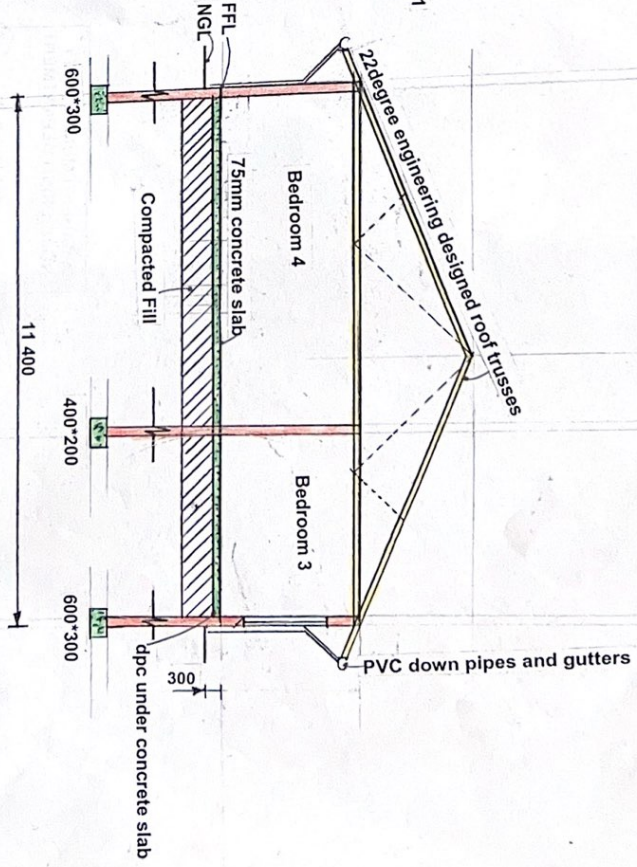 22degree engineering designed roof trusses
PVC down pipes and gutters
Bedroom 4
Bedroom 3
FFL
NGL
75mm concrete slab
300
Compacted Fill
dpc under concrete slab
600*300
400*200
600*300
11 400
1